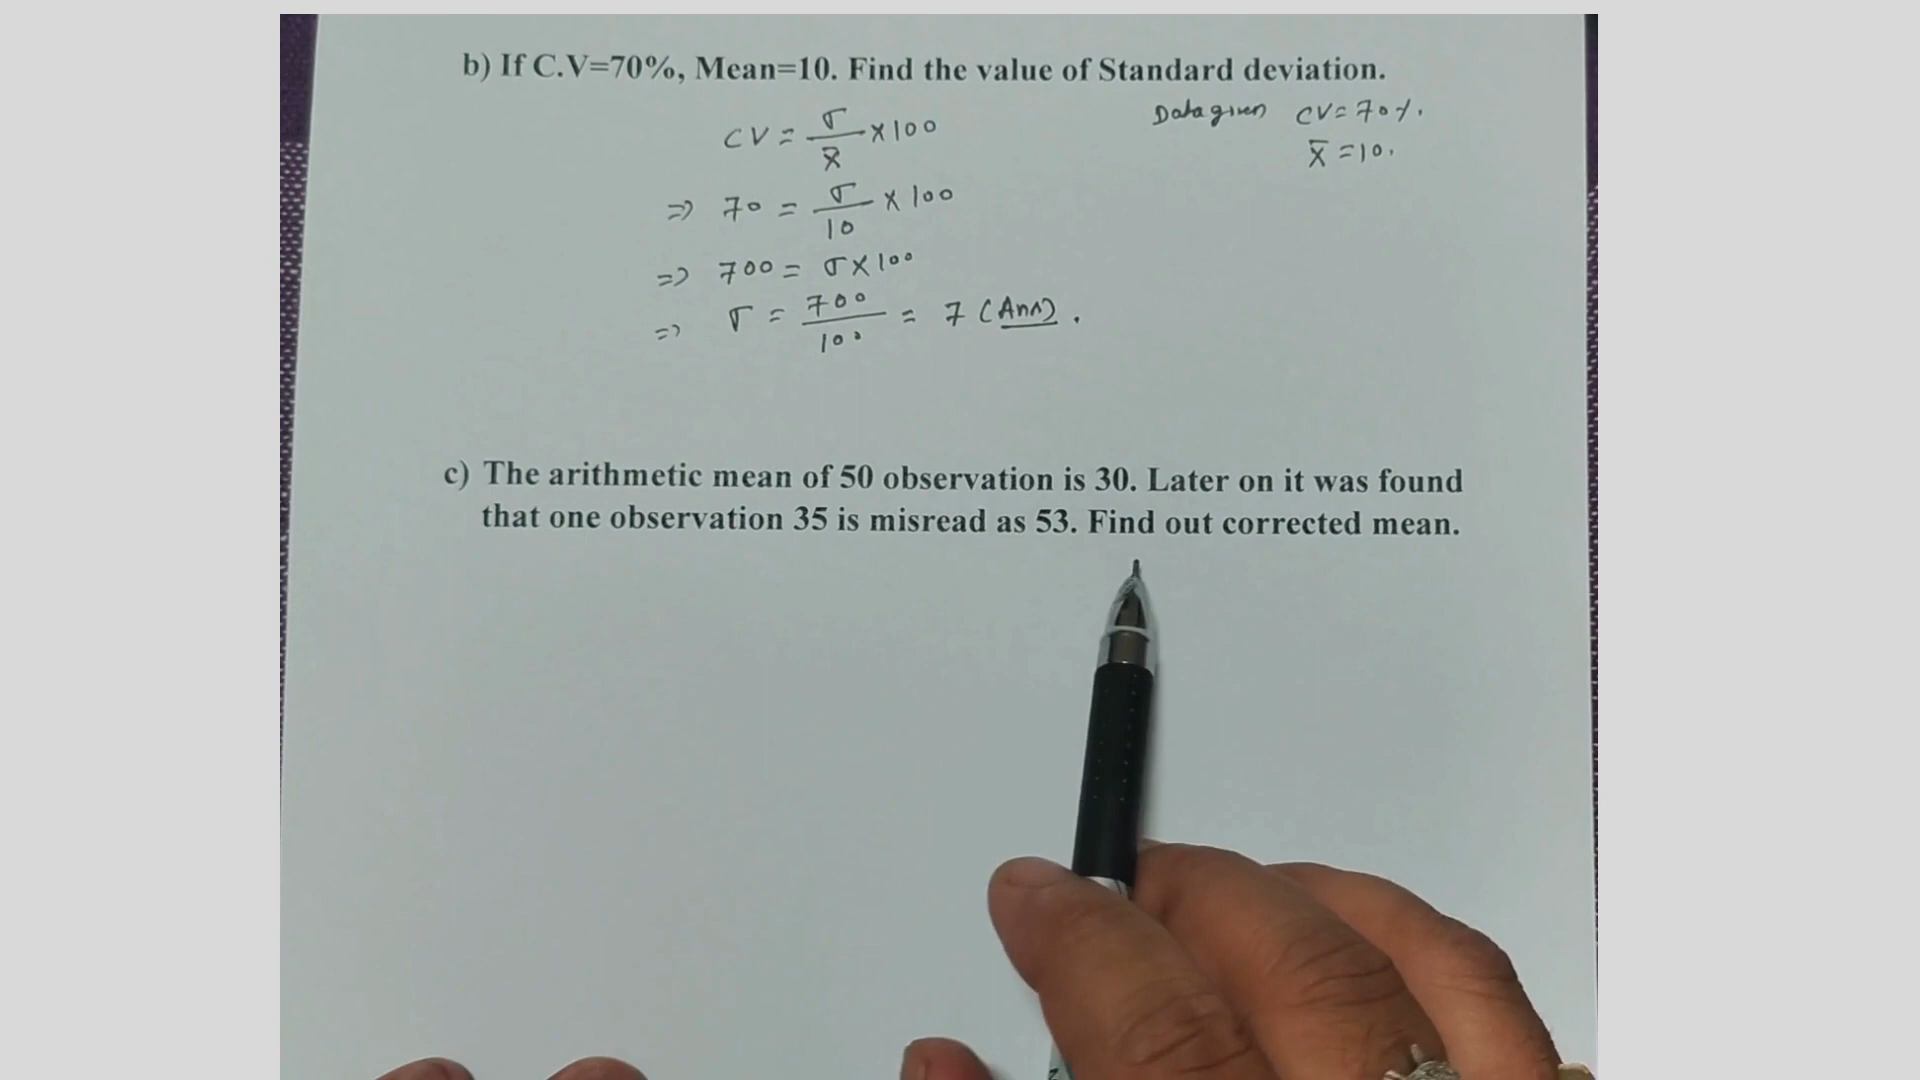 b) If C.V=70%, Mean=10. Find the value of Standard deviation.
Data given CV=70%.
x̄ =10.
CV = σ/x̄ ×100
⇒ 70 = σ/10 × 100
⇒ 700 = σ×100
⇒ σ = 700/100 = 7 (Ans).
c) The arithmetic mean of 50 observation is 30. Later on it was found
that one observation 35 is misread as 53. Find out corrected mean.